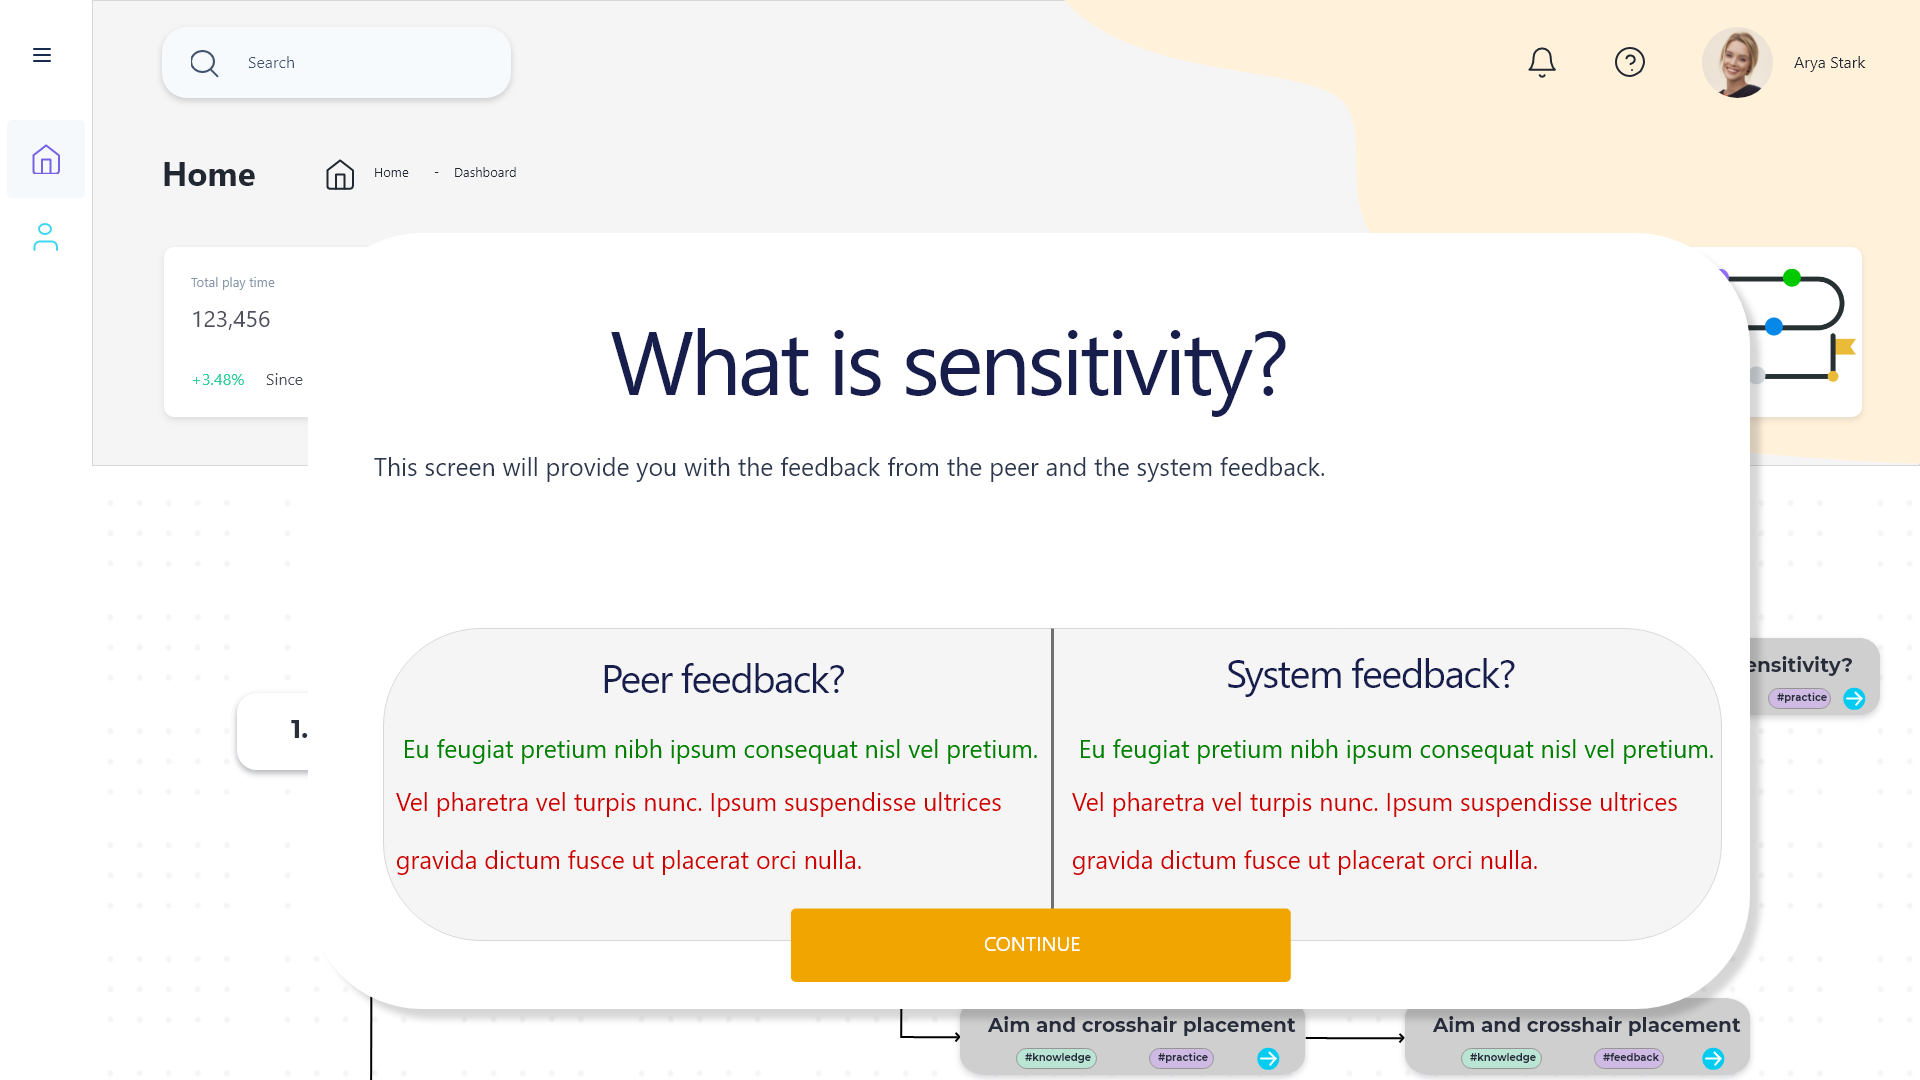 Search
Arya Stark
Home
Home - Dashboard
Total play time
123,456
+3.48% Since
What is sensitivity?
This screen will provide you with the feedback from the peer and the system feedback.
Peer feedback?
Eu feugiat pretium nibh ipsum consequat nisl vel pretium.
Vel pharetra vel turpis nunc. Ipsum suspendisse ultrices
gravida dictum fusce ut placerat orci nulla.
System feedback?
Eu feugiat pretium nibh ipsum consequat nisl vel pretium.
Vel pharetra vel turpis nunc. Ipsum suspendisse ultrices
gravida dictum fusce ut placerat orci nulla.
CONTINUE
1.
ensitivity?
#practice
Aim and crosshair placement
#knowledge #practice
Aim and crosshair placement
#knowledge #feedback